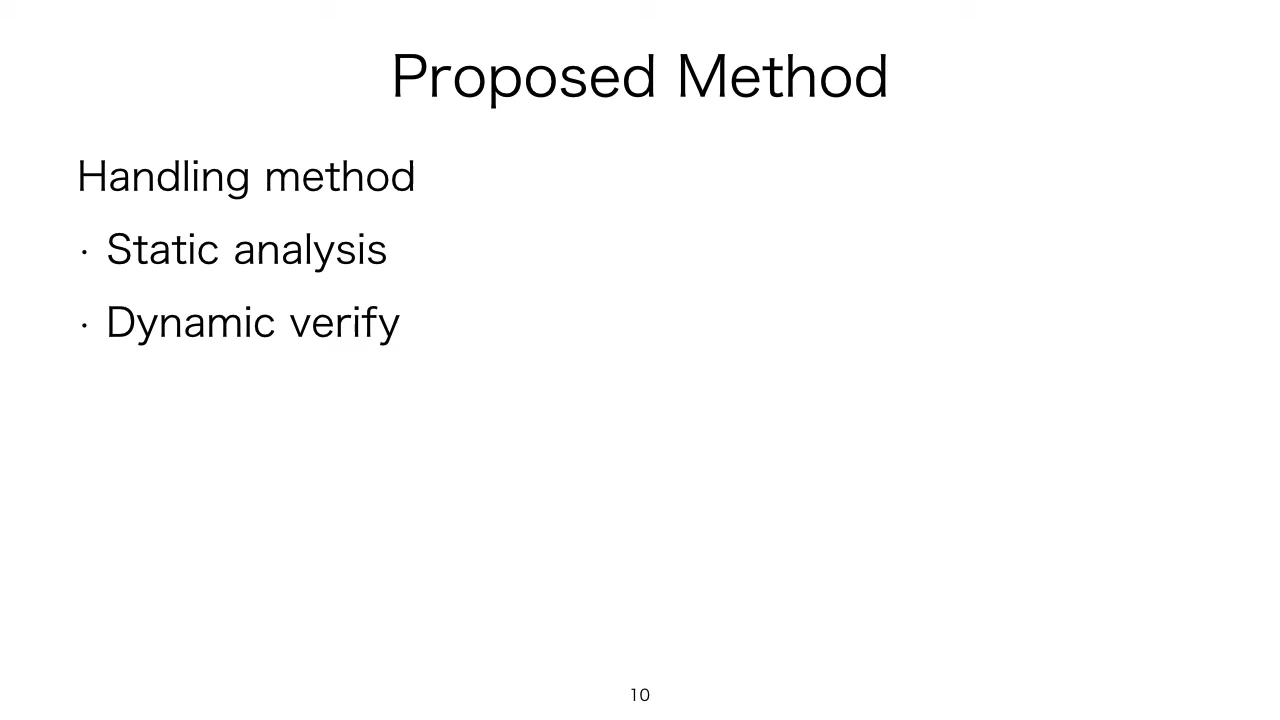 Proposed Method
Handling method
· Static analysis
· Dynamic verify
10